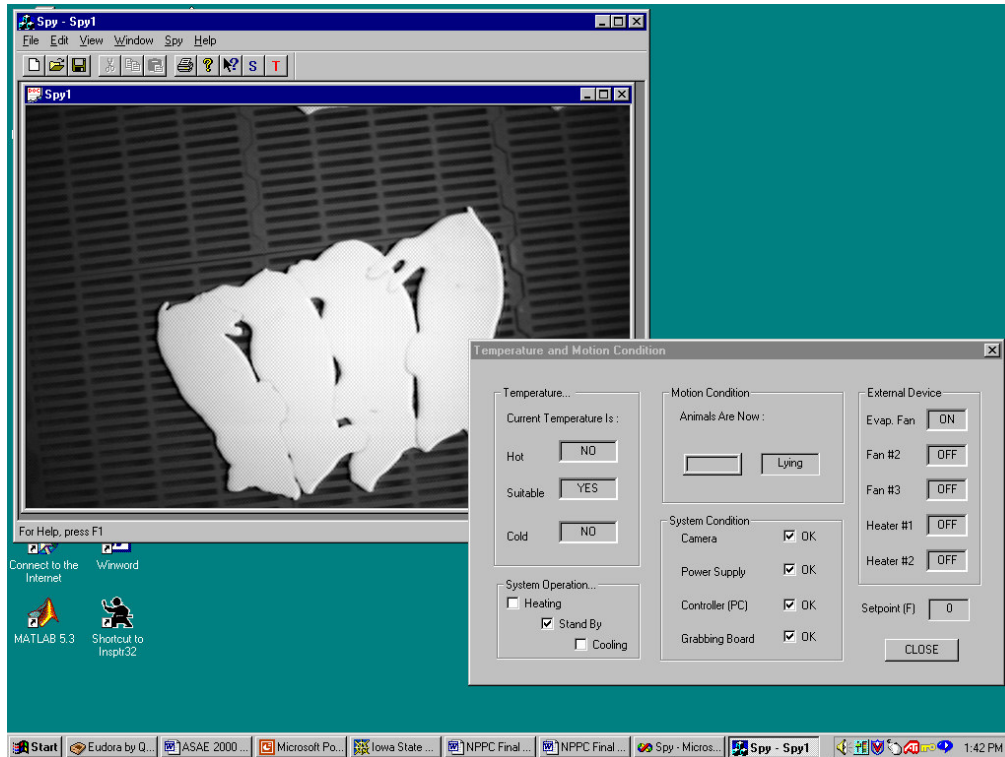 Spy - Spy1
File Edit View Window Spy Help
S T
Spy1
For Help, press F1
Connect to the Internet
Winword
MATLAB 5.3
Shortcut to Insptr32
Temperature and Motion Condition
Temperature...
Current Temperature Is :
Hot NO
Suitable YES
Cold NO
System Operation...
Heating
Stand By
Cooling
Motion Condition
Animals Are Now :
Lying
System Condition
Camera OK
Power Supply OK
Controller (PC) OK
Grabbing Board OK
External Device
Evap. Fan ON
Fan #2 OFF
Fan #3 OFF
Heater #1 OFF
Heater #2 OFF
Setpoint (F) 0
CLOSE
Start Eudora by Q... ASAE 2000 ... Microsoft Po... Iowa State ... NPPC Final ... NPPC Final ... Spy - Micros... Spy - Spy1 1:42 PM